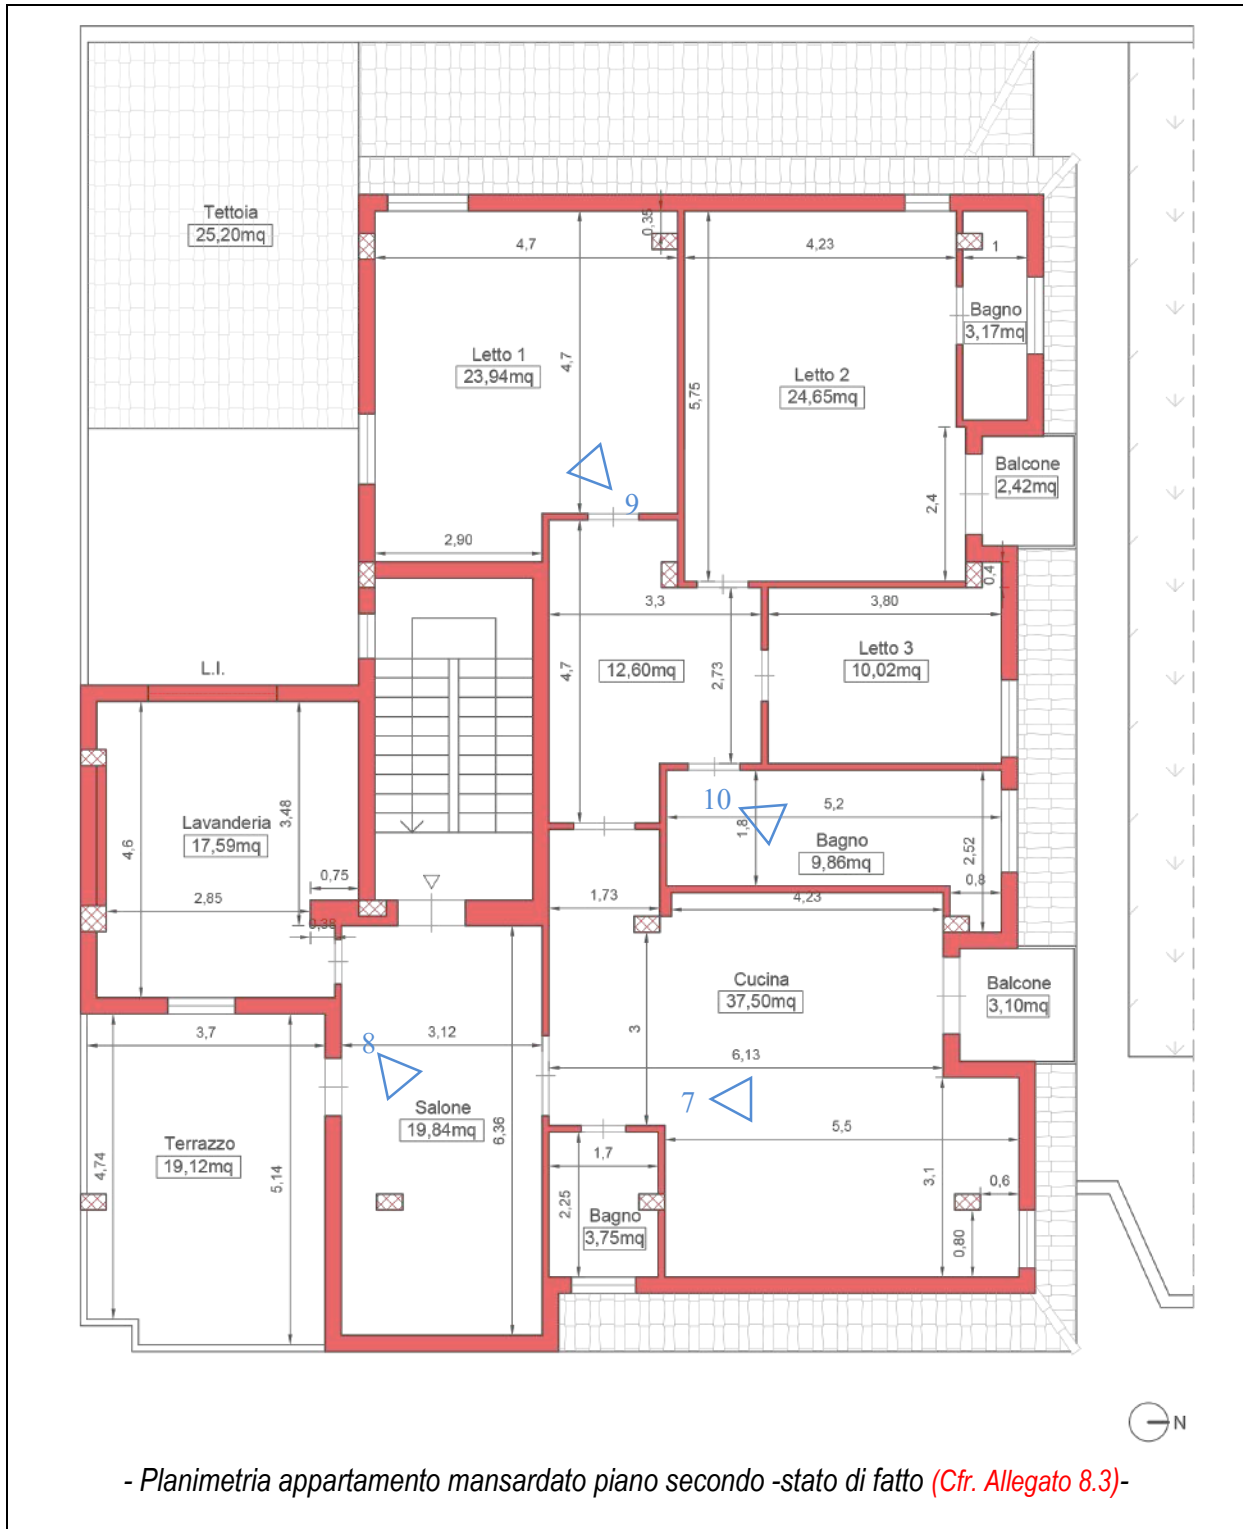 Tettoia
25,20mq
0,35
4,7
4,23
1
Bagno
3,17mq
Letto 1
23,94mq
4,7
Letto 2
24,65mq
5,75
Balcone
2,42mq
2,4
9
2,90
0,4
3,3
3,80
Letto 3
10,02mq
12,60mq
4,7
2,73
L.I.
10
5,2
1,8
Bagno
9,86mq
2,52
0,8
Lavanderia
17,59mq
3,48
4,6
0,75
2,85
0,38
1,73
4,23
Cucina
37,50mq
Balcone
3,10mq
3,7
8
3,12
3
6,13
7
Salone
19,84mq
6,36
5,5
Terrazzo
19,12mq
4,74
5,14
1,7
2,25
Bagno
3,75mq
3,1
0,6
0,80
N
- Planimetria appartamento mansardato piano secondo -stato di fatto (Cfr. Allegato 8.3)-